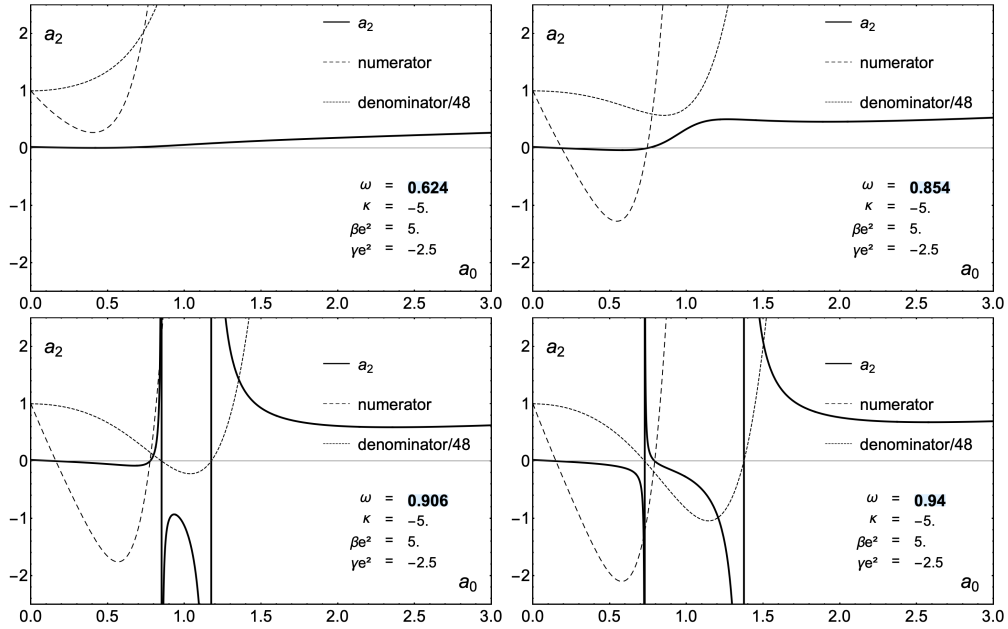 a₂
a₂
numerator
denominator/48
2
1
0
−1
−2
ω = 0.624
κ = −5.
βe² = 5.
γe² = −2.5
a₀
0.0 0.5 1.0 1.5 2.0 2.5 3.0
a₂
a₂
numerator
denominator/48
2
1
0
−1
−2
ω = 0.854
κ = −5.
βe² = 5.
γe² = −2.5
a₀
0.0 0.5 1.0 1.5 2.0 2.5 3.0
a₂
a₂
numerator
denominator/48
2
1
0
−1
−2
ω = 0.906
κ = −5.
βe² = 5.
γe² = −2.5
a₀
0.0 0.5 1.0 1.5 2.0 2.5 3.0
a₂
a₂
numerator
denominator/48
2
1
0
−1
−2
ω = 0.94
κ = −5.
βe² = 5.
γe² = −2.5
a₀
0.0 0.5 1.0 1.5 2.0 2.5 3.0